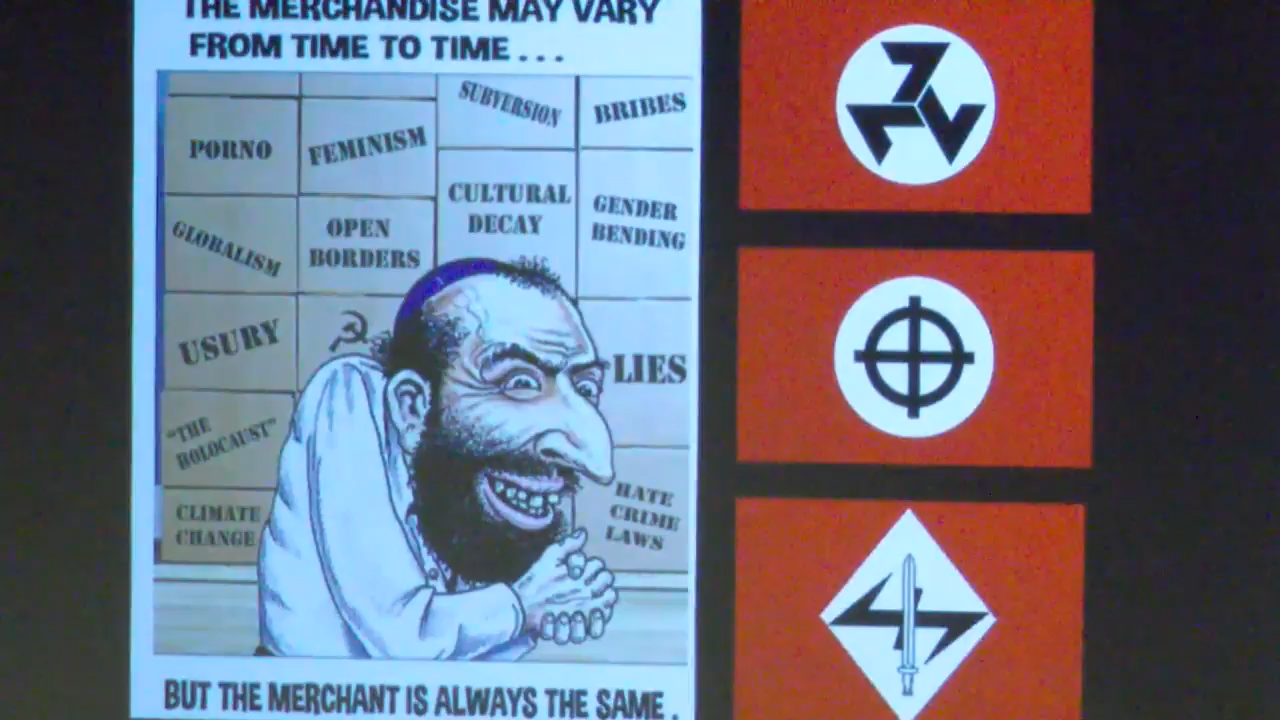 THE MERCHANDISE MAY VARY
FROM TIME TO TIME . . .
SUBVERSION
BRIBES
PORNO
FEMINISM
CULTURAL
DECAY
GENDER
BENDING
GLOBALISM
OPEN
BORDERS
USURY
LIES
"THE
HOLOCAUST"
CLIMATE
CHANGE
HATE
CRIME
LAWS
BUT THE MERCHANT IS ALWAYS THE SAME .